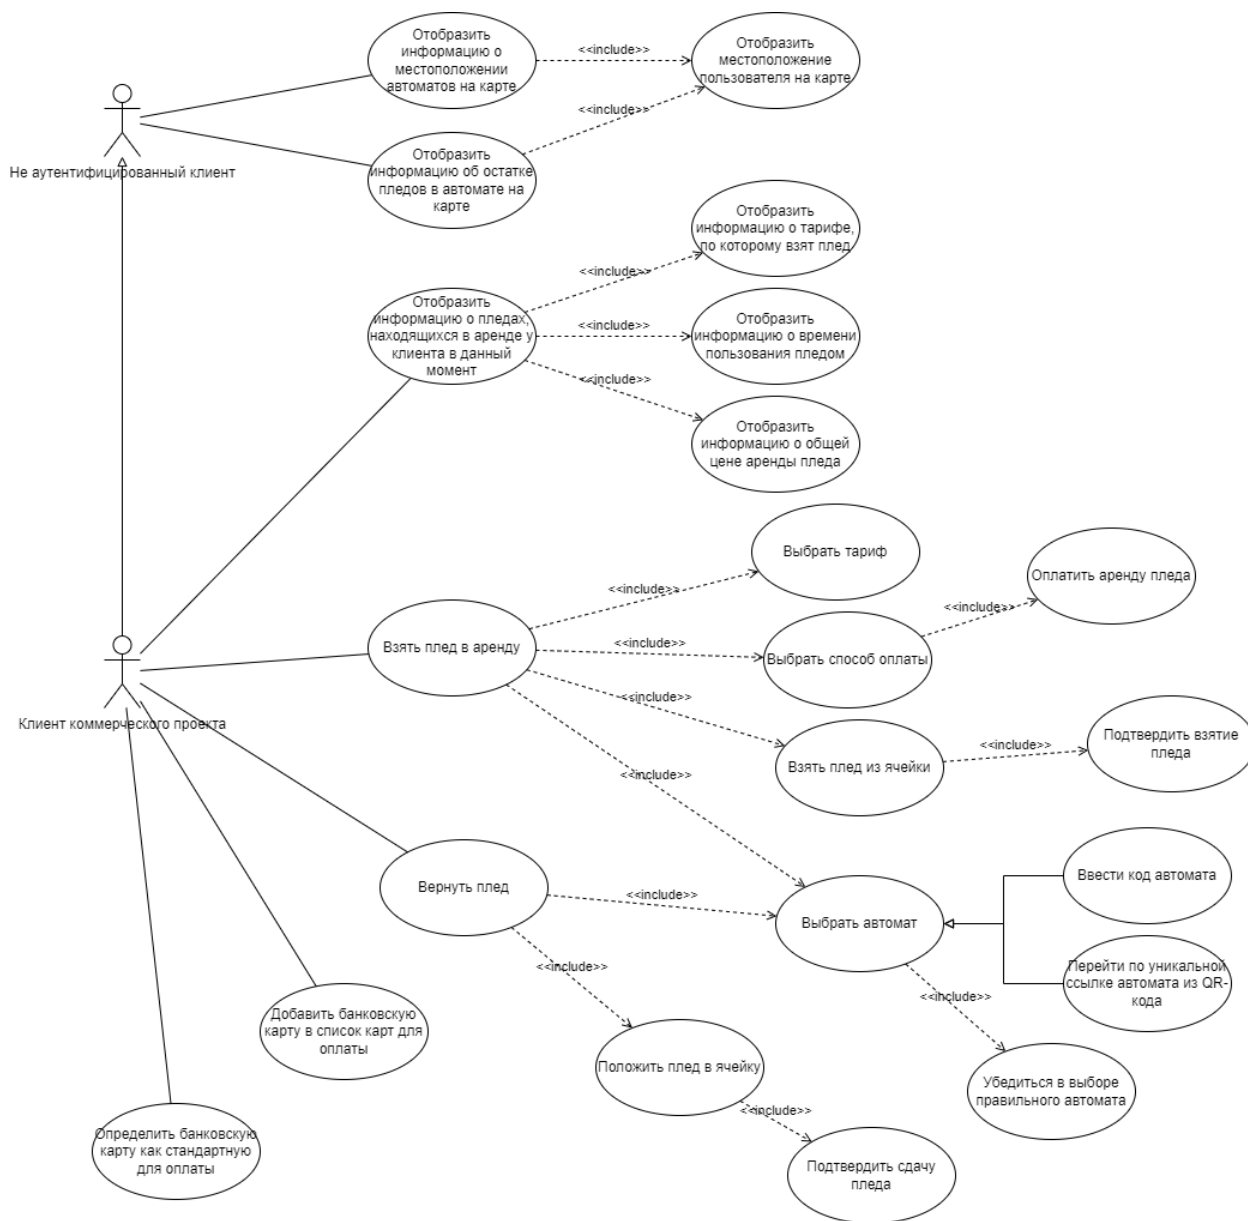 Отобразить
информацию о
местоположении
автоматов на карте
<<include>>
Отобразить
местоположение
пользователя на карте
<<include>>
Не аутентифицированный клиент
Отобразить
информацию об остатке
пледов в автомате на
карте
Отобразить
информацию о тарифе,
по которому взят плед
<<include>>
Отобразить
информацию о пледах,
находящихся в аренде у
клиента в данный
момент
<<include>>
Отобразить
информацию о времени
пользования пледом
<<include>>
Отобразить
информацию о общей
цене аренды пледа
Выбрать тариф
<<include>>
Оплатить аренду пледа
<<include>>
Взять плед в аренду
<<include>>
Выбрать способ оплаты
<<include>>
Клиент коммерческого проекта
Взять плед из ячейки
<<include>>
Подтвердить взятие
пледа
<<include>>
Вернуть плед
<<include>>
Выбрать автомат
Ввести код автомата
Перейти по уникальной
ссылке автомата из QR-
кода
<<include>>
<<include>>
Добавить банковскую
карту в список карт для
оплаты
Положить плед в ячейку
Убедиться в выборе
правильного автомата
<<include>>
Определить банковскую
карту как стандартную
для оплаты
Подтвердить сдачу
пледа